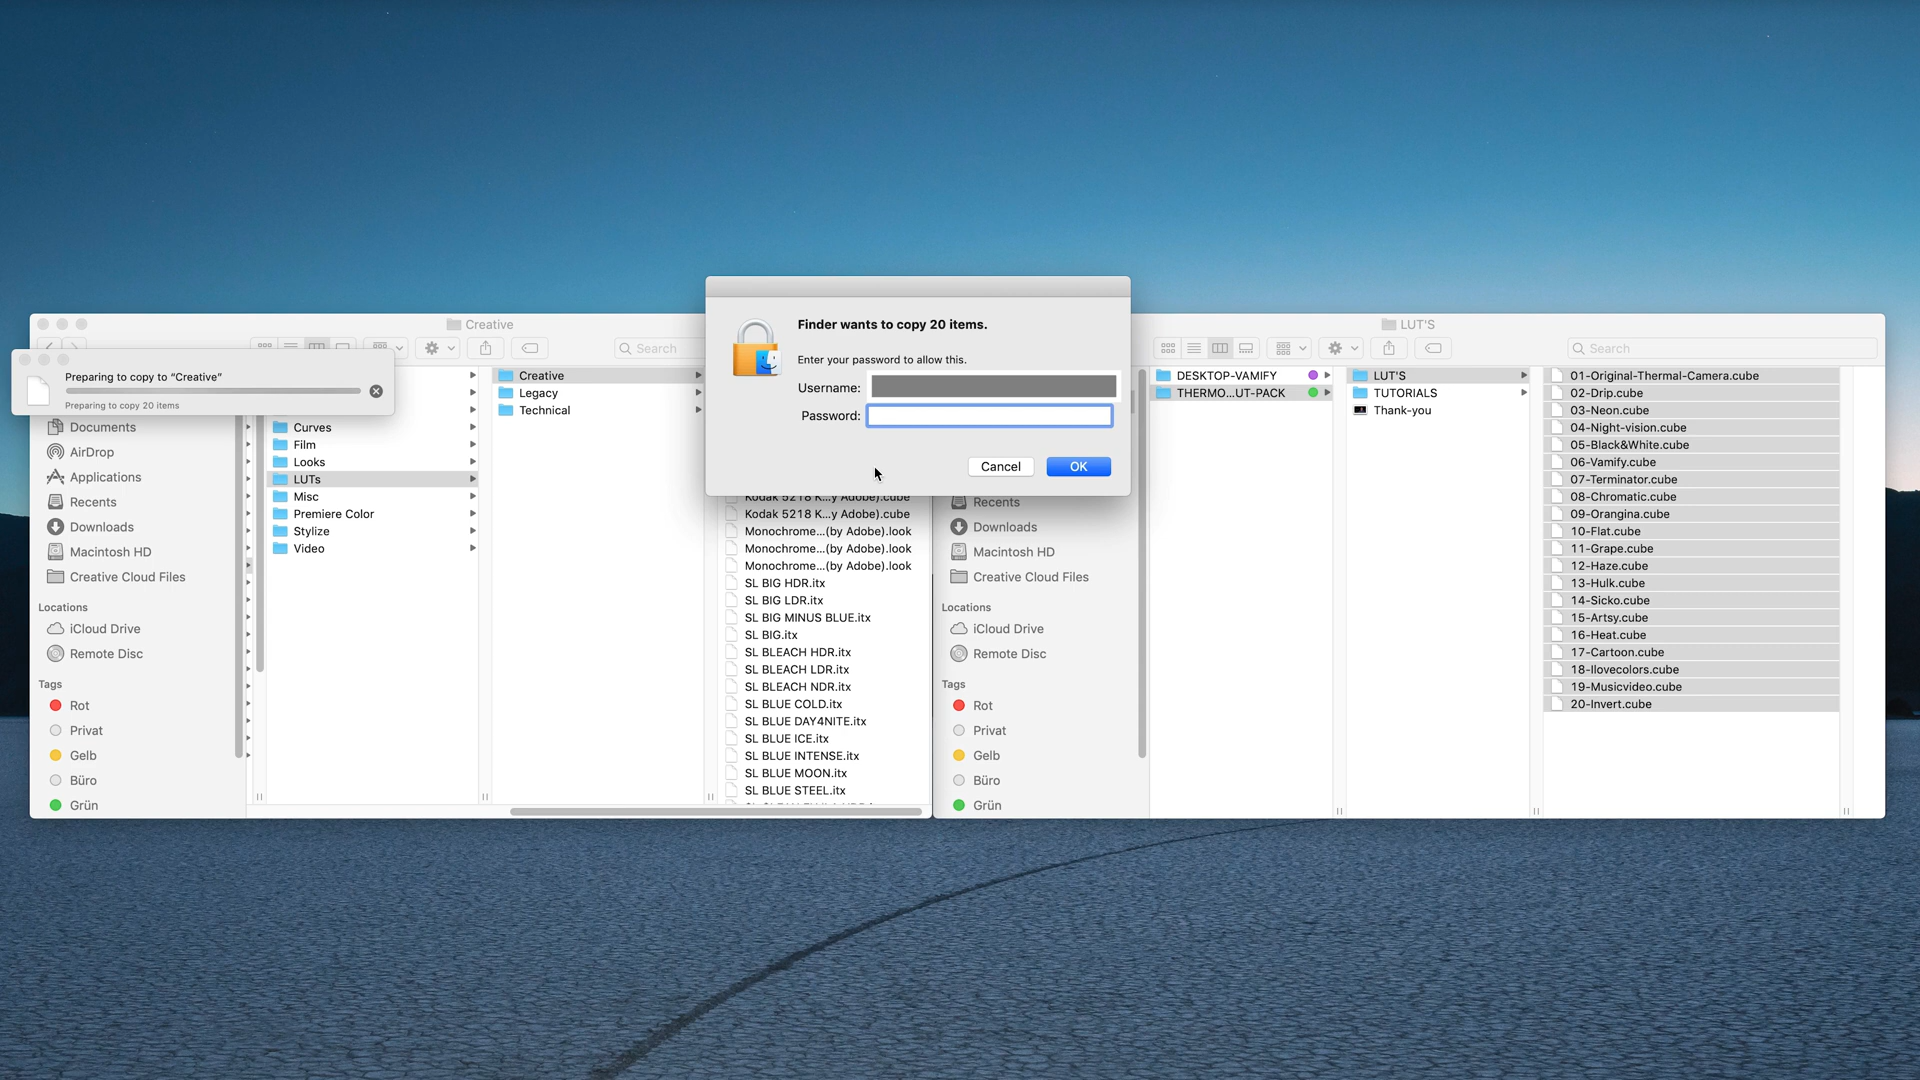 Creative
Search
Preparing to copy to “Creative”
Preparing to copy 20 items
Documents
AirDrop
Applications
Recents
Downloads
Macintosh HD
Creative Cloud Files
Locations
iCloud Drive
Remote Disc
Tags
Rot
Privat
Gelb
Büro
Grün
Curves
Film
Looks
LUTs
Misc
Premiere Color
Stylize
Video
Creative
Legacy
Technical
Kodak 5218 K...y Adobe).cube
Kodak 5218 K...y Adobe).cube
Monochrome...(by Adobe).look
Monochrome...(by Adobe).look
Monochrome...(by Adobe).look
SL BIG HDR.itx
SL BIG LDR.itx
SL BIG MINUS BLUE.itx
SL BIG.itx
SL BLEACH HDR.itx
SL BLEACH LDR.itx
SL BLEACH NDR.itx
SL BLUE COLD.itx
SL BLUE DAY4NITE.itx
SL BLUE ICE.itx
SL BLUE INTENSE.itx
SL BLUE MOON.itx
SL BLUE STEEL.itx
Finder wants to copy 20 items.
Enter your password to allow this.
Username:
Password:
Cancel
OK
LUT'S
Search
Recents
Downloads
Macintosh HD
Creative Cloud Files
Locations
iCloud Drive
Remote Disc
Tags
Rot
Privat
Gelb
Büro
Grün
DESKTOP-VAMIFY
THERMO...UT-PACK
LUT'S
TUTORIALS
Thank-you
01-Original-Thermal-Camera.cube
02-Drip.cube
03-Neon.cube
04-Night-vision.cube
05-Black&White.cube
06-Vamify.cube
07-Terminator.cube
08-Chromatic.cube
09-Orangina.cube
10-Flat.cube
11-Grape.cube
12-Haze.cube
13-Hulk.cube
14-Sicko.cube
15-Artsy.cube
16-Heat.cube
17-Cartoon.cube
18-Ilovecolors.cube
19-Musicvideo.cube
20-Invert.cube